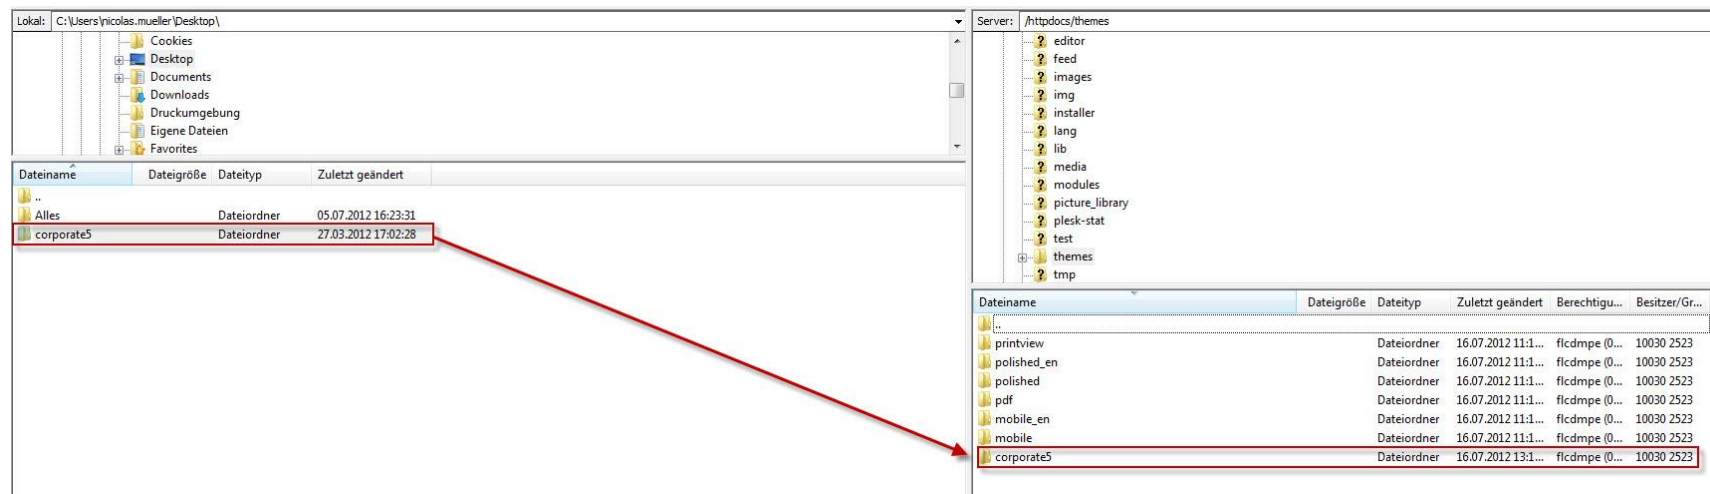 Lokal: C:\Users\nicolas.mueller\Desktop\
Cookies
Desktop
Documents
Downloads
Druckumgebung
Eigene Dateien
Favorites
Dateiname Dateigröße Dateityp Zuletzt geändert
..
Alles Dateiordner 05.07.2012 16:23:31
corporate5 Dateiordner 27.03.2012 17:02:28
Server: /httpdocs/themes
editor
feed
images
img
installer
lang
lib
media
modules
picture_library
plesk-stat
test
themes
tmp
Dateiname Dateigröße Dateityp Zuletzt geändert Berechtigu... Besitzer/Gr...
..
printview Dateiordner 16.07.2012 11:1... flcdmpe (0... 10030 2523
polished_en Dateiordner 16.07.2012 11:1... flcdmpe (0... 10030 2523
polished Dateiordner 16.07.2012 11:1... flcdmpe (0... 10030 2523
pdf Dateiordner 16.07.2012 11:1... flcdmpe (0... 10030 2523
mobile_en Dateiordner 16.07.2012 11:1... flcdmpe (0... 10030 2523
mobile Dateiordner 16.07.2012 11:1... flcdmpe (0... 10030 2523
corporate5 Dateiordner 16.07.2012 13:1... flcdmpe (0... 10030 2523